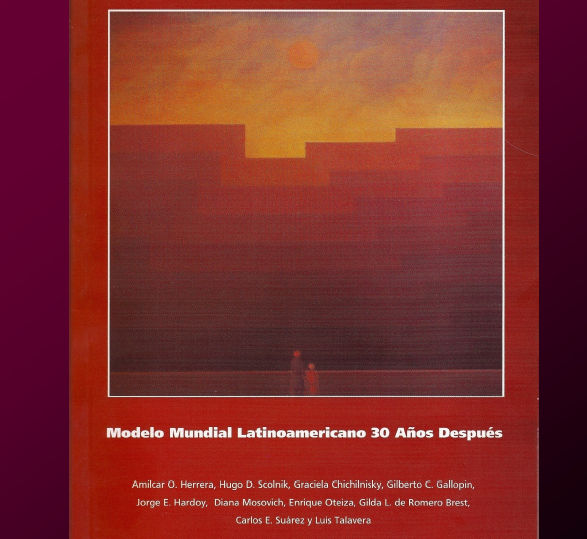 Modelo Mundial Latinoamericano 30 Años Después
Amílcar O. Herrera, Hugo D. Scolnik, Graciela Chichilnisky, Gilberto C. Gallopin,
Jorge E. Hardoy, Diana Mosovich, Enrique Oteiza, Gilda L. de Romero Brest,
Carlos E. Suárez y Luis Talavera